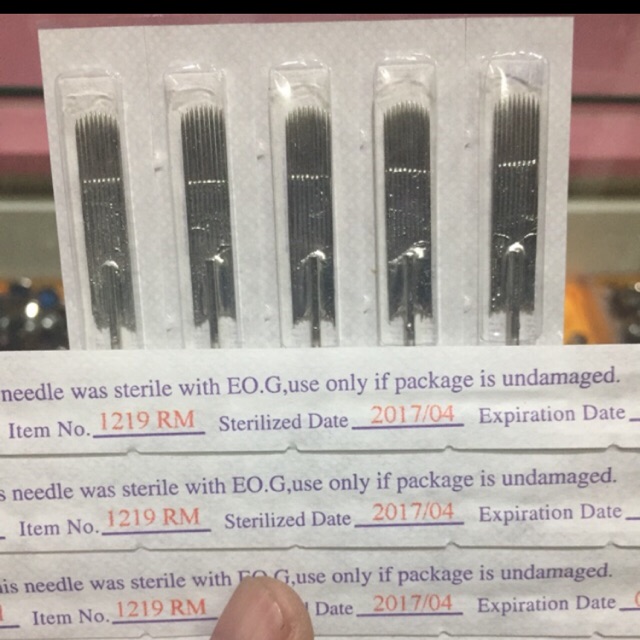 needle was sterile with EO.G,use only if package is undamaged.
Item No. 1219 RM Sterilized Date 2017/04 Expiration Date
s needle was sterile with EO.G,use only if package is undamaged.
Item No. 1219 RM Sterilized Date 2017/04 Expiration Date
is needle was sterile with EO.G,use only if package is undamaged.
Item No. 1219 RM Date 2017/04 Expiration Date